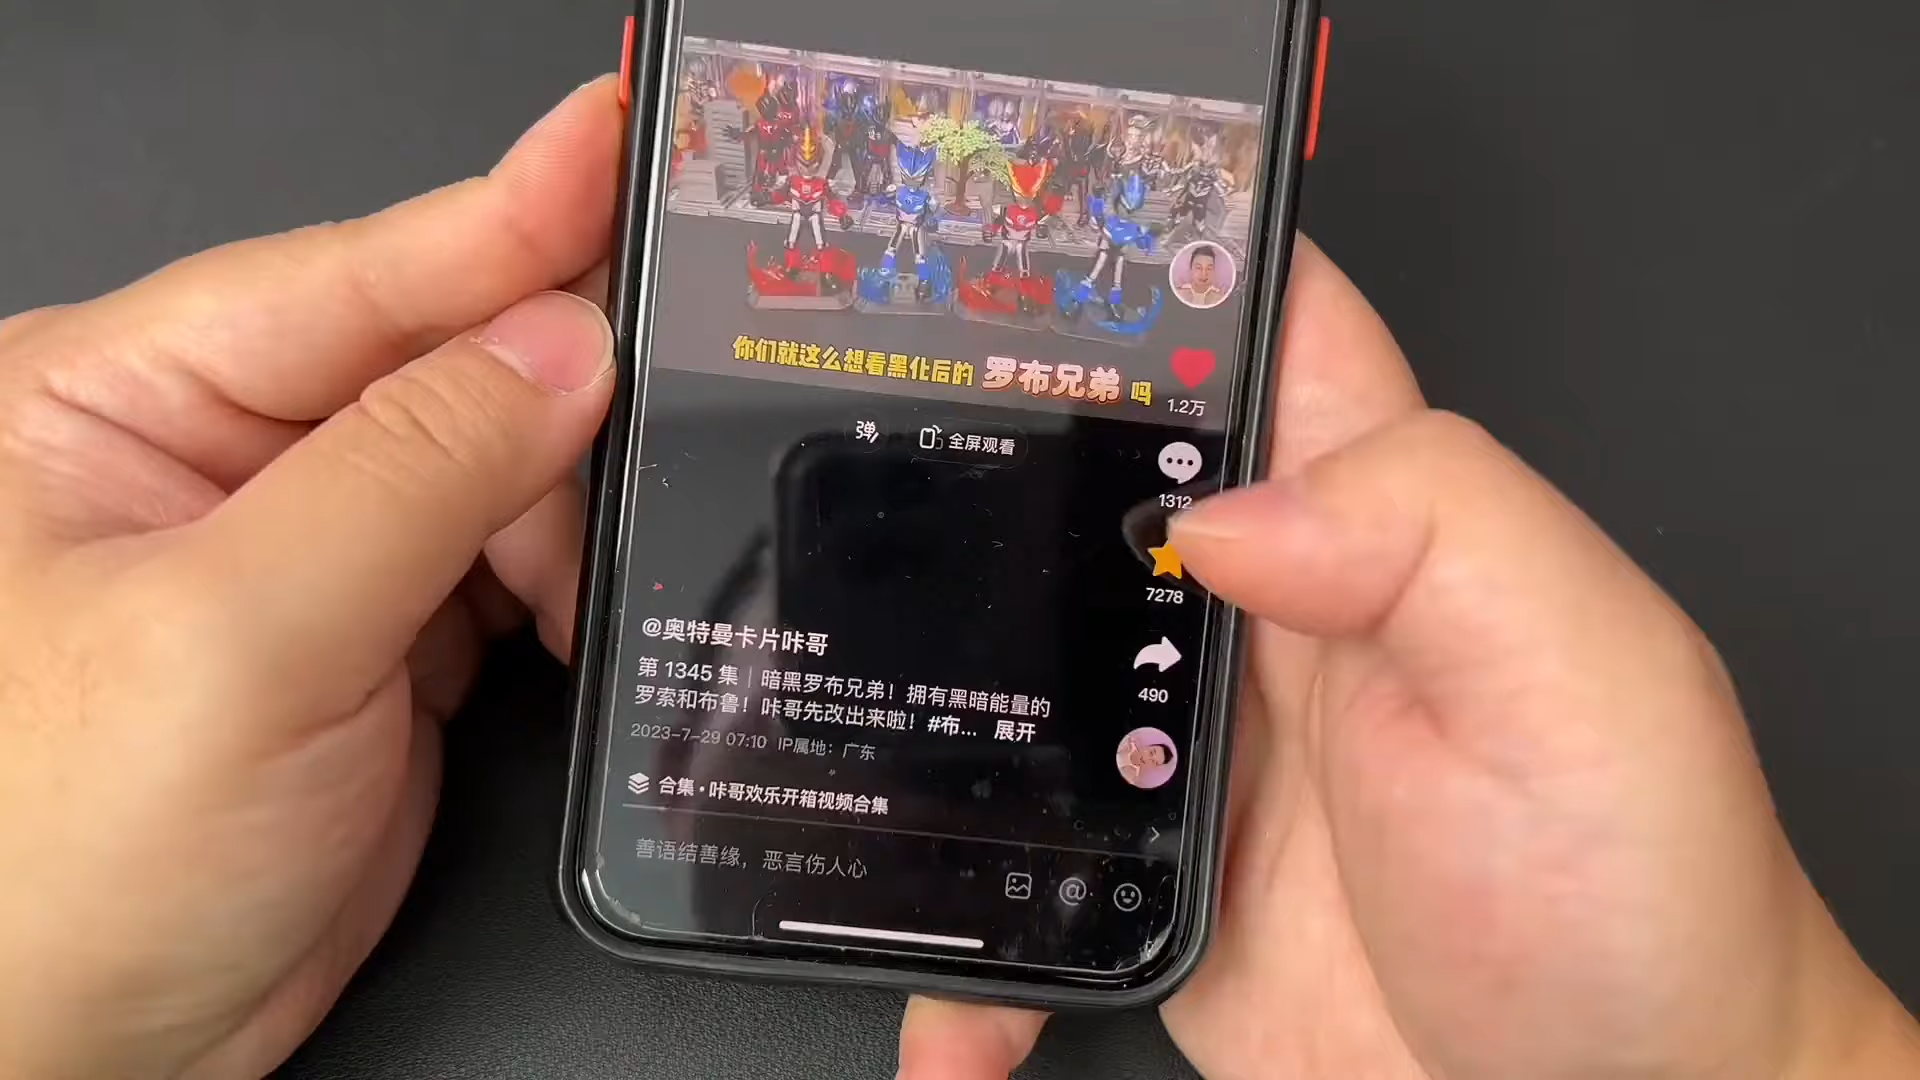 你们就这么想看黑化后的 罗布兄弟 吗
1.2万
弹
全屏观看
1312
7278
@奥特曼卡片咔哥
490
第 1345 集｜暗黑罗布兄弟！拥有黑暗能量的
罗索和布鲁！咔哥先改出来啦！#布... 展开
2023-7-29 07:10 IP属地：广东
合集·咔哥欢乐开箱视频合集
善语结善缘，恶言伤人心